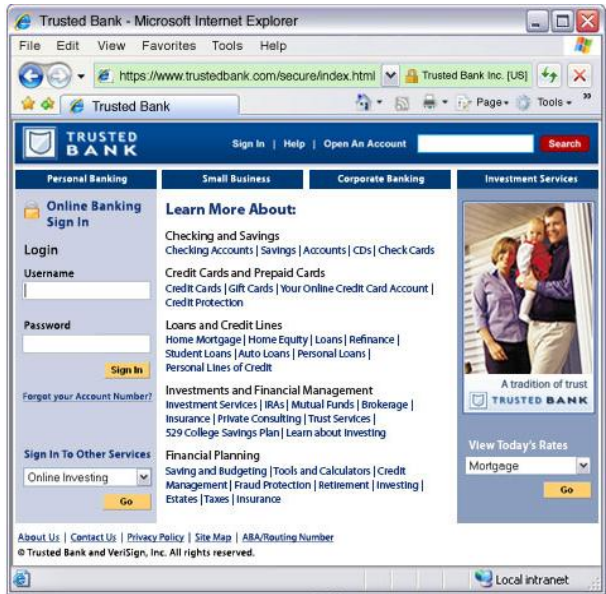 Trusted Bank - Microsoft Internet Explorer
File Edit View Favorites Tools Help
https://www.trustedbank.com/secure/index.html Trusted Bank Inc. [US]
Trusted Bank Page Tools »
TRUSTED
BANK
Sign In | Help | Open An Account Search
Personal Banking Small Business Corporate Banking Investment Services
Online Banking
Sign In
Login
Username
Password
Sign In
Forgot your Account Number?
Sign In To Other Services
Online Investing
Go
Learn More About:
Checking and Savings
Checking Accounts | Savings | Accounts | CDs | Check Cards
Credit Cards and Prepaid Cards
Credit Cards | Gift Cards | Your Online Credit Card Account |
Credit Protection
Loans and Credit Lines
Home Mortgage | Home Equity | Loans | Refinance |
Student Loans | Auto Loans | Personal Loans |
Personal Lines of Credit
Investments and Financial Management
Investment Services | IRAs | Mutual Funds | Brokerage |
Insurance | Private Consulting | Trust Services |
529 College Savings Plan | Learn about Investing
Financial Planning
Saving and Budgeting | Tools and Calculators | Credit
Management | Fraud Protection | Retirement | Investing |
Estates | Taxes | Insurance
A tradition of trust
TRUSTED BANK
View Today's Rates
Mortgage
Go
About Us | Contact Us | Privacy Policy | Site Map | ABA/Routing Number
© Trusted Bank and VeriSign, Inc. All rights reserved.
Local intranet